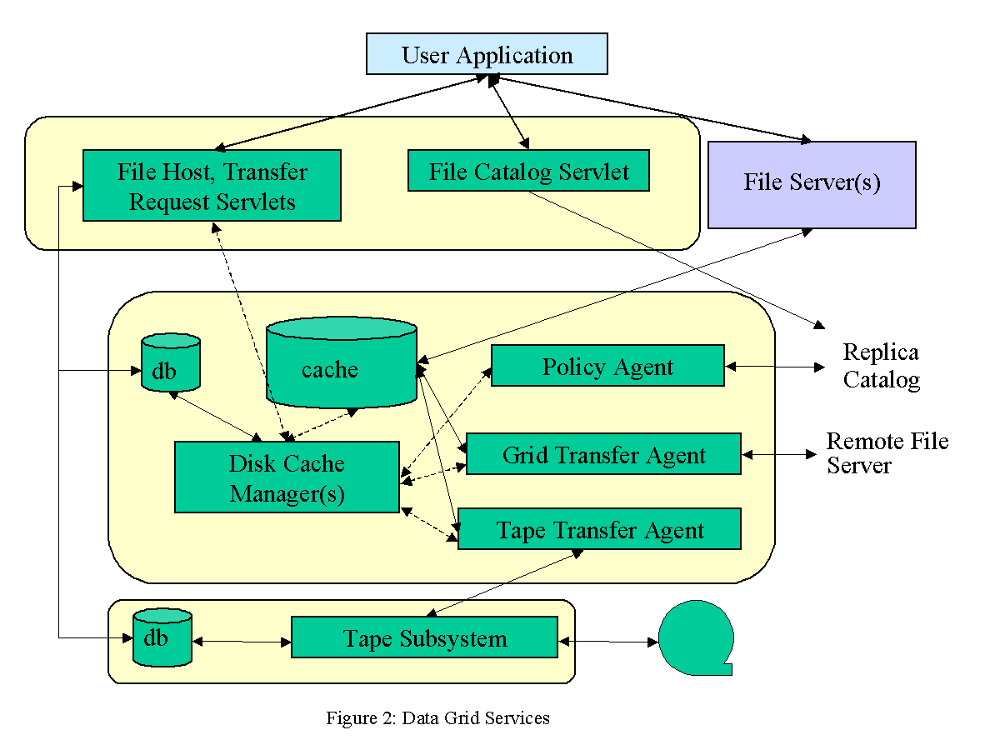 User Application
File Host, Transfer
Request Servlets
File Catalog Servlet
File Server(s)
db
cache
Policy Agent
Replica
Catalog
Disk Cache
Manager(s)
Grid Transfer Agent
Remote File
Server
Tape Transfer Agent
db
Tape Subsystem
Figure 2: Data Grid Services